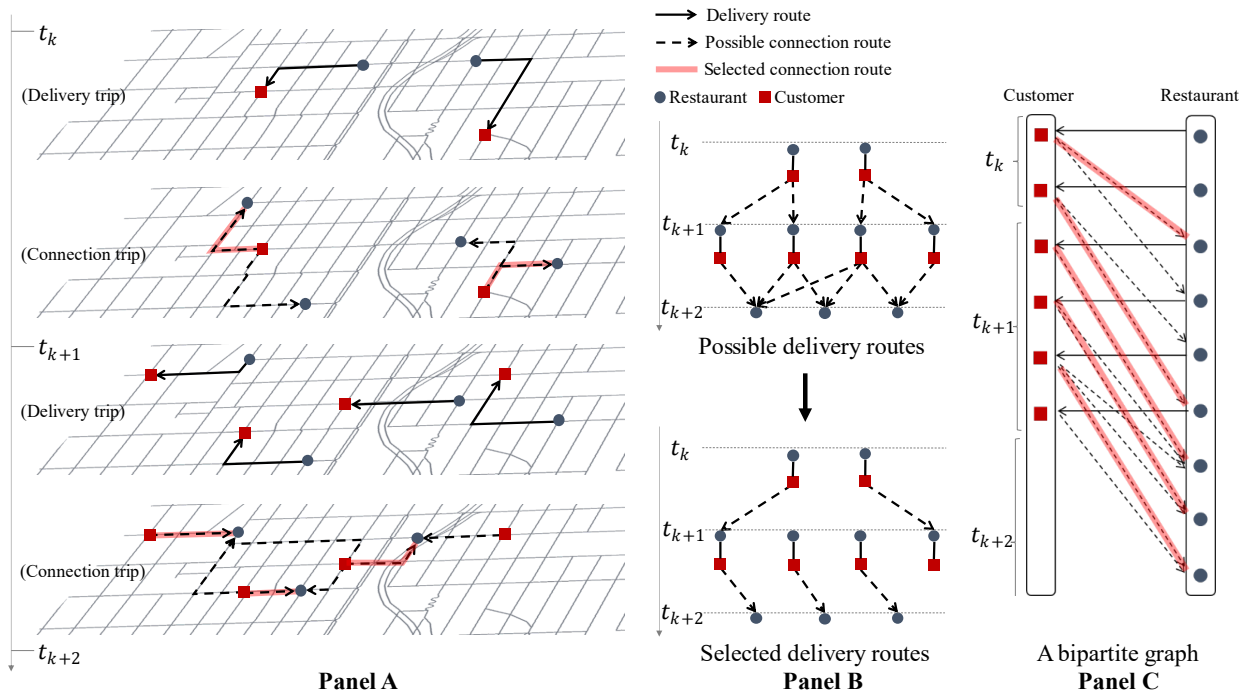 t_k
(Delivery trip)
(Connection trip)
t_{k+1}
(Delivery trip)
(Connection trip)
t_{k+2}
Panel A
Delivery route
Possible connection route
Selected connection route
Restaurant
Customer
t_k
t_{k+1}
t_{k+2}
Possible delivery routes
t_k
t_{k+1}
t_{k+2}
Selected delivery routes
Panel B
Customer
Restaurant
t_k
t_{k+1}
t_{k+2}
A bipartite graph
Panel C